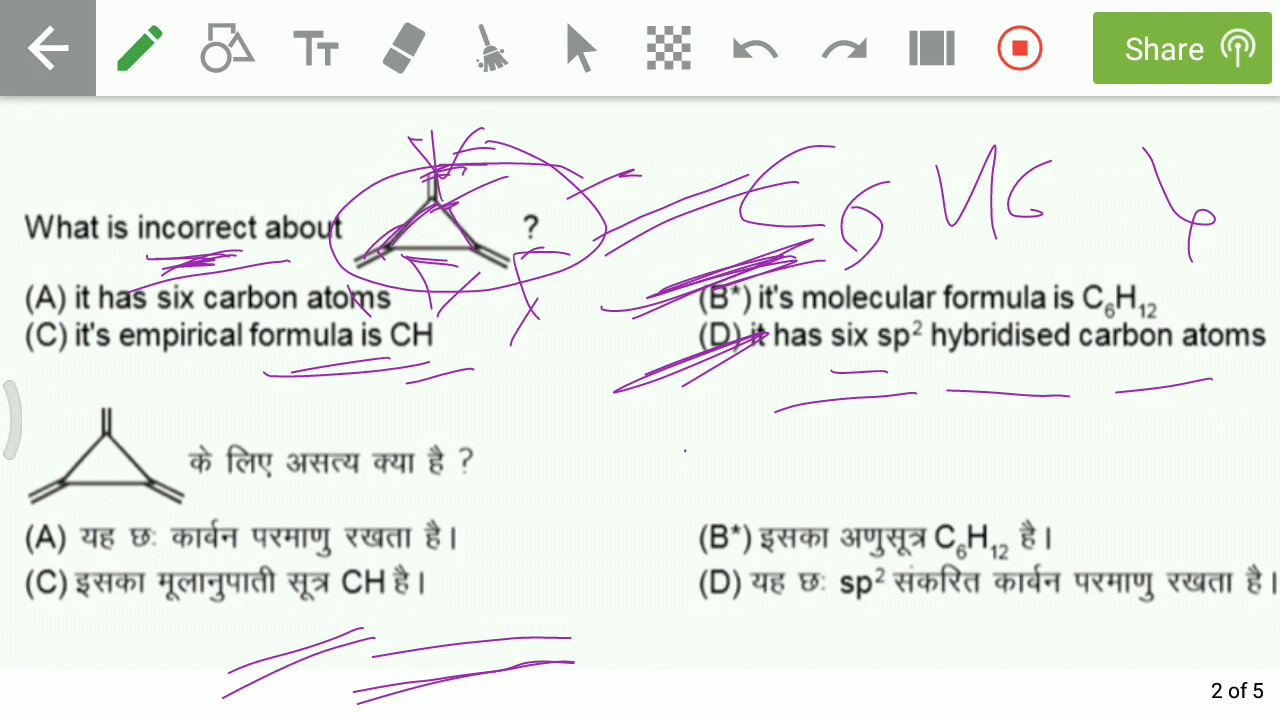 Share
What is incorrect about ?
(A) it has six carbon atoms (B*) it's molecular formula is C₆H₁₂
(C) it's empirical formula is CH (D) it has six sp² hybridised carbon atoms
के लिए असत्य क्या है ?
(A) यह छः कार्बन परमाणु रखता है। (B*) इसका अणुसूत्र C₆H₁₂ है।
(C) इसका मूलानुपाती सूत्र CH है। (D) यह छः sp² संकरित कार्बन परमाणु रखता है।
2 of 5